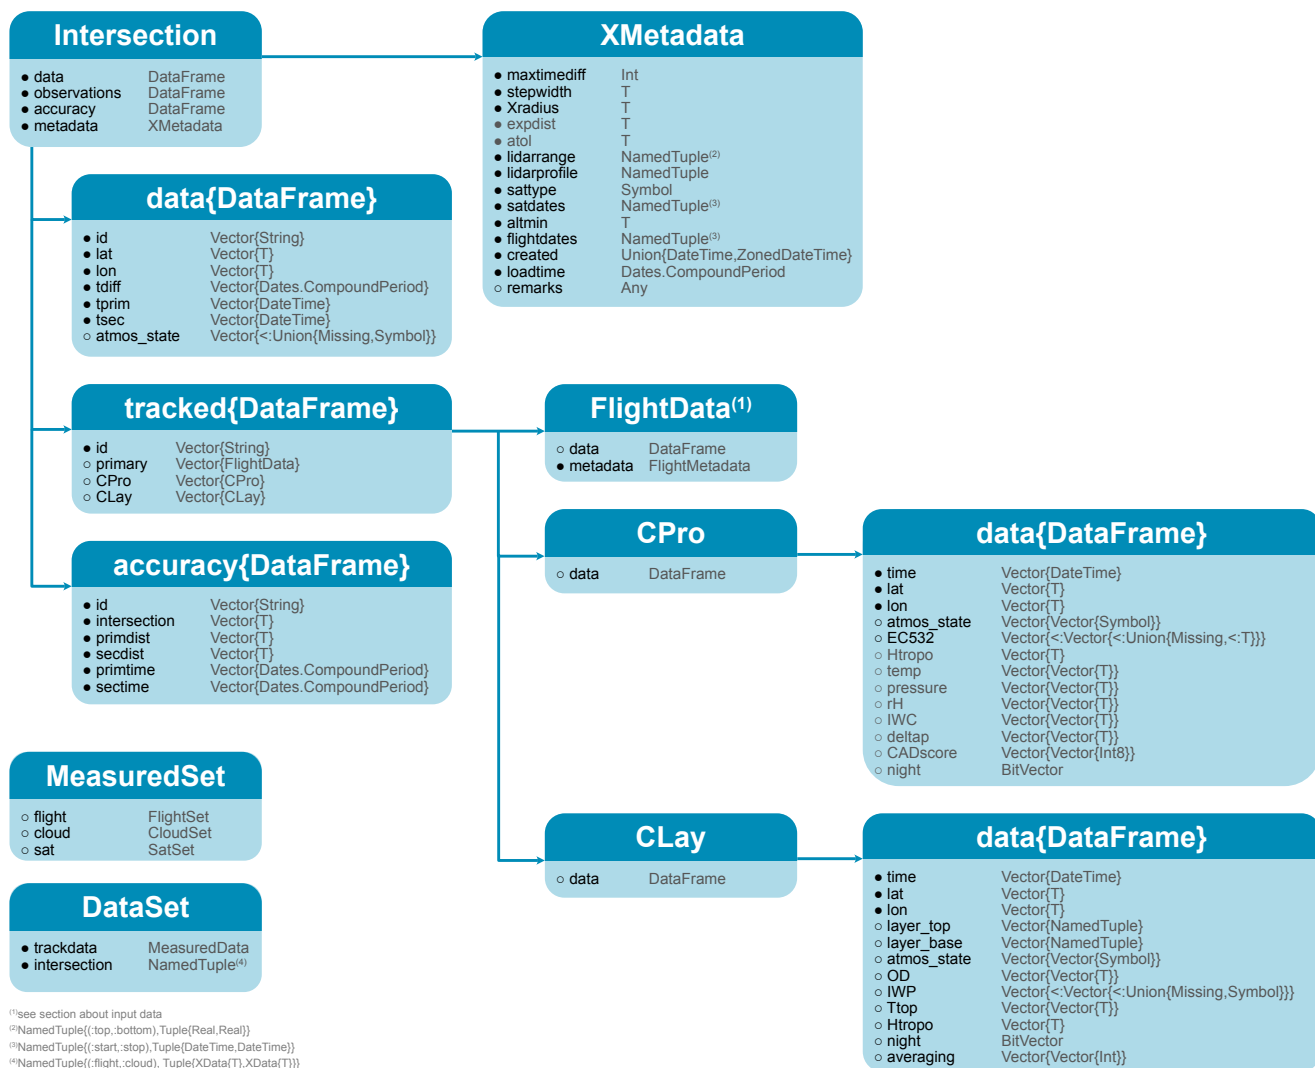 Intersection
● data DataFrame
● observations DataFrame
● accuracy DataFrame
● metadata XMetadata
XMetadata
● maxtimediff Int
● stepwidth T
● Xradius T
● expdist T
● atol T
● lidarrange NamedTuple(2)
● lidarprofile NamedTuple
● sattype Symbol
● satdates NamedTuple(3)
● altmin T
● flightdates NamedTuple(3)
● created Union{DateTime,ZonedDateTime}
● loadtime Dates.CompoundPeriod
○ remarks Any
data{DataFrame}
● id Vector{String}
● lat Vector{T}
● lon Vector{T}
● tdiff Vector{Dates.CompoundPeriod}
● tprim Vector{DateTime}
● tsec Vector{DateTime}
○ atmos_state Vector{<:Union{Missing,Symbol}}
tracked{DataFrame}
● id Vector{String}
○ primary Vector{FlightData}
○ CPro Vector{CPro}
○ CLay Vector{CLay}
FlightData(1)
○ data DataFrame
● metadata FlightMetadata
CPro
○ data DataFrame
data{DataFrame}
● time Vector{DateTime}
● lat Vector{T}
● lon Vector{T}
○ atmos_state Vector{Vector{Symbol}}
○ EC532 Vector{<:Vector{<:Union{Missing,<:T}}}
○ Htropo Vector{T}
○ temp Vector{Vector{T}}
○ pressure Vector{Vector{T}}
○ rH Vector{Vector{T}}
○ IWC Vector{Vector{T}}
○ deltap Vector{Vector{T}}
○ CADscore Vector{Vector{Int8}}
○ night BitVector
accuracy{DataFrame}
● id Vector{String}
● intersection Vector{T}
● primdist Vector{T}
● secdist Vector{T}
● primtime Vector{Dates.CompoundPeriod}
● sectime Vector{Dates.CompoundPeriod}
MeasuredSet
○ flight FlightSet
○ cloud CloudSet
○ sat SatSet
CLay
○ data DataFrame
data{DataFrame}
● time Vector{DateTime}
● lat Vector{T}
● lon Vector{T}
○ layer_top Vector{NamedTuple}
○ layer_base Vector{NamedTuple}
○ atmos_state Vector{Vector{Symbol}}
○ OD Vector{Vector{T}}
○ IWP Vector{<:Vector{<:Union{Missing,Symbol}}}
○ Ttop Vector{Vector{T}}
○ Htropo Vector{T}
○ night BitVector
○ averaging Vector{Vector{Int}}
DataSet
● trackdata MeasuredData
● intersection NamedTuple(4)
(1)see section about input data
(2)NamedTuple{(:top,:bottom),Tuple{Real,Real}}
(3)NamedTuple{(:start,:stop),Tuple{DateTime,DateTime}}
(4)NamedTuple{(:flight,:cloud), Tuple{XData{T},XData{T}}}